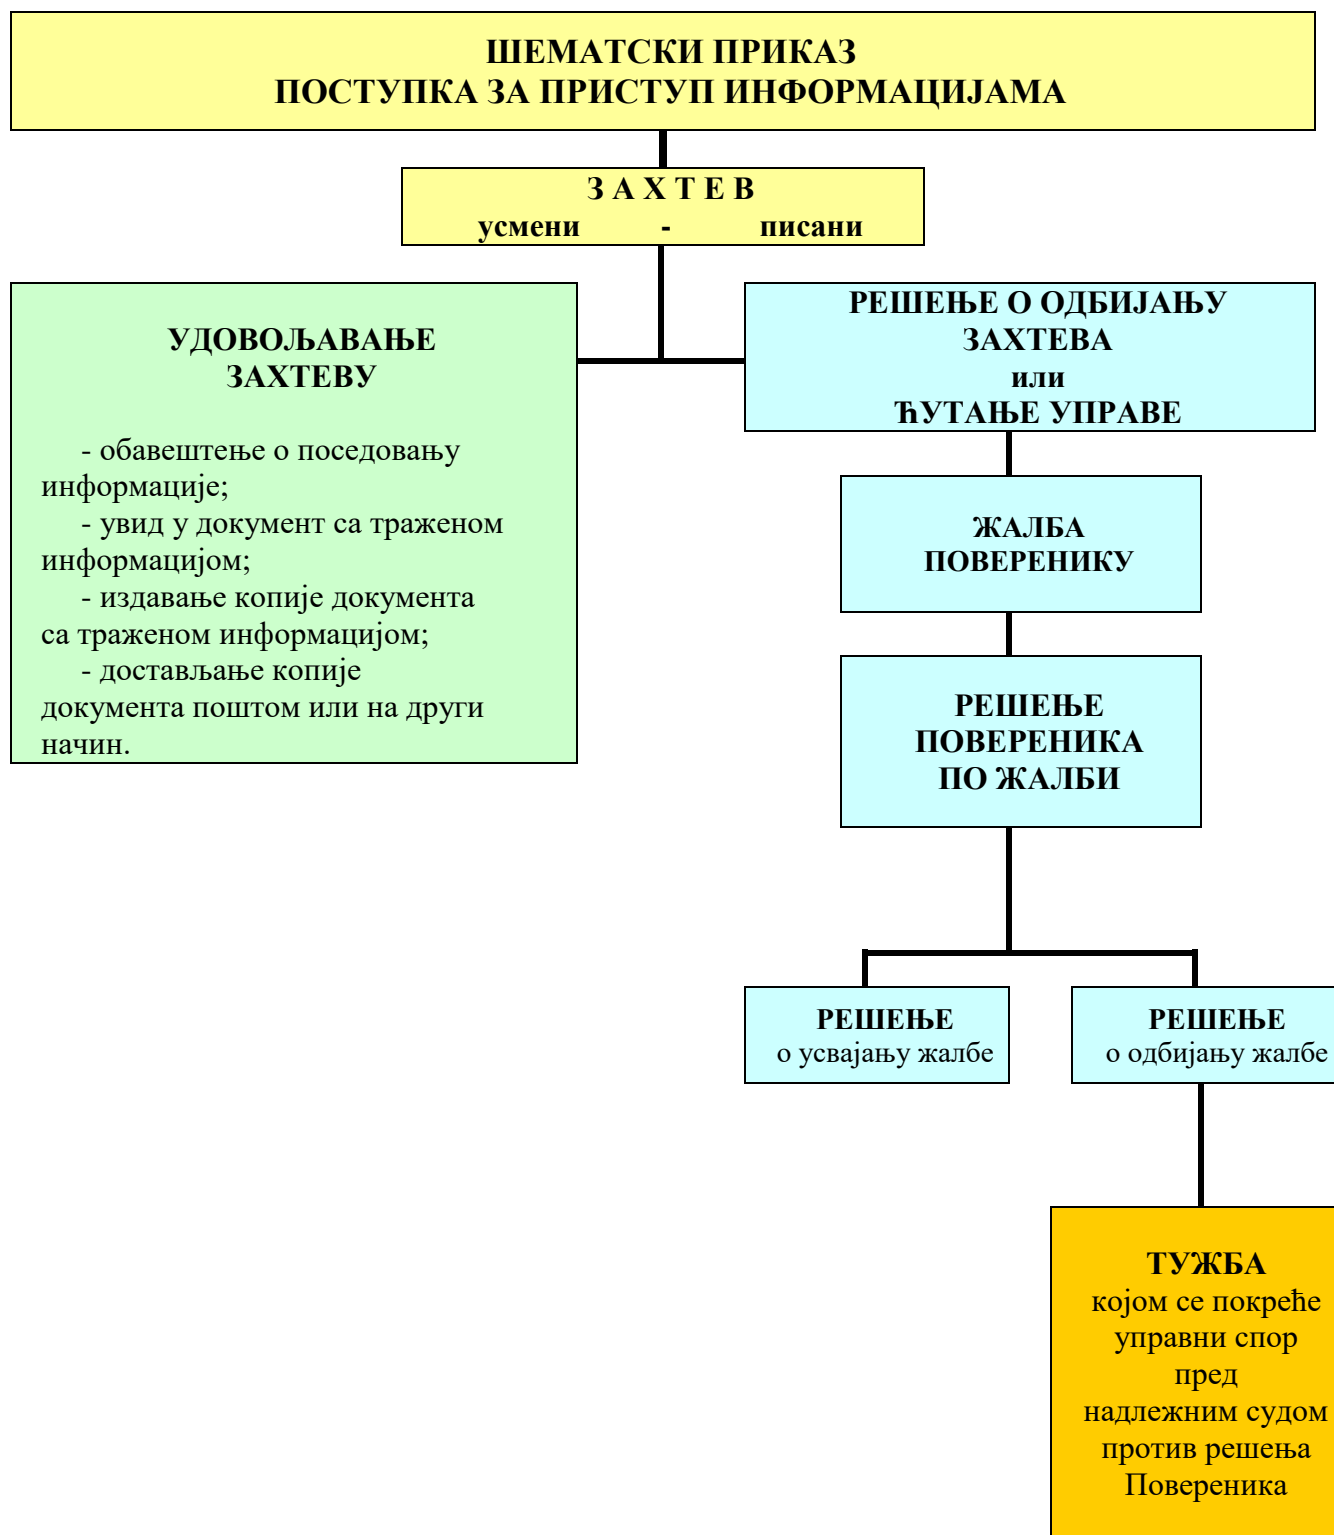 ШЕМАТСКИ ПРИКАЗ
ПОСТУПКА ЗА ПРИСТУП ИНФОРМАЦИЈАМА
З А Х Т Е В
усмени - писани
УДОВОЉАВАЊЕ
ЗАХТЕВУ
- обавештење о поседовању
информације;
- увид у документ са траженом
информацијом;
- издавање копије документа
са траженом информацијом;
- достављање копије
документа поштом или на други
начин.
РЕШЕЊЕ О ОДБИЈАЊУ
ЗАХТЕВА
или
ЋУТАЊЕ УПРАВЕ
ЖАЛБА
ПОВЕРЕНИКУ
РЕШЕЊЕ
ПОВЕРЕНИКА
ПО ЖАЛБИ
РЕШЕЊЕ
о усвајању жалбе
РЕШЕЊЕ
о одбијању жалбе
ТУЖБА
којом се покреће
управни спор
пред
надлежним судом
против решења
Повереника